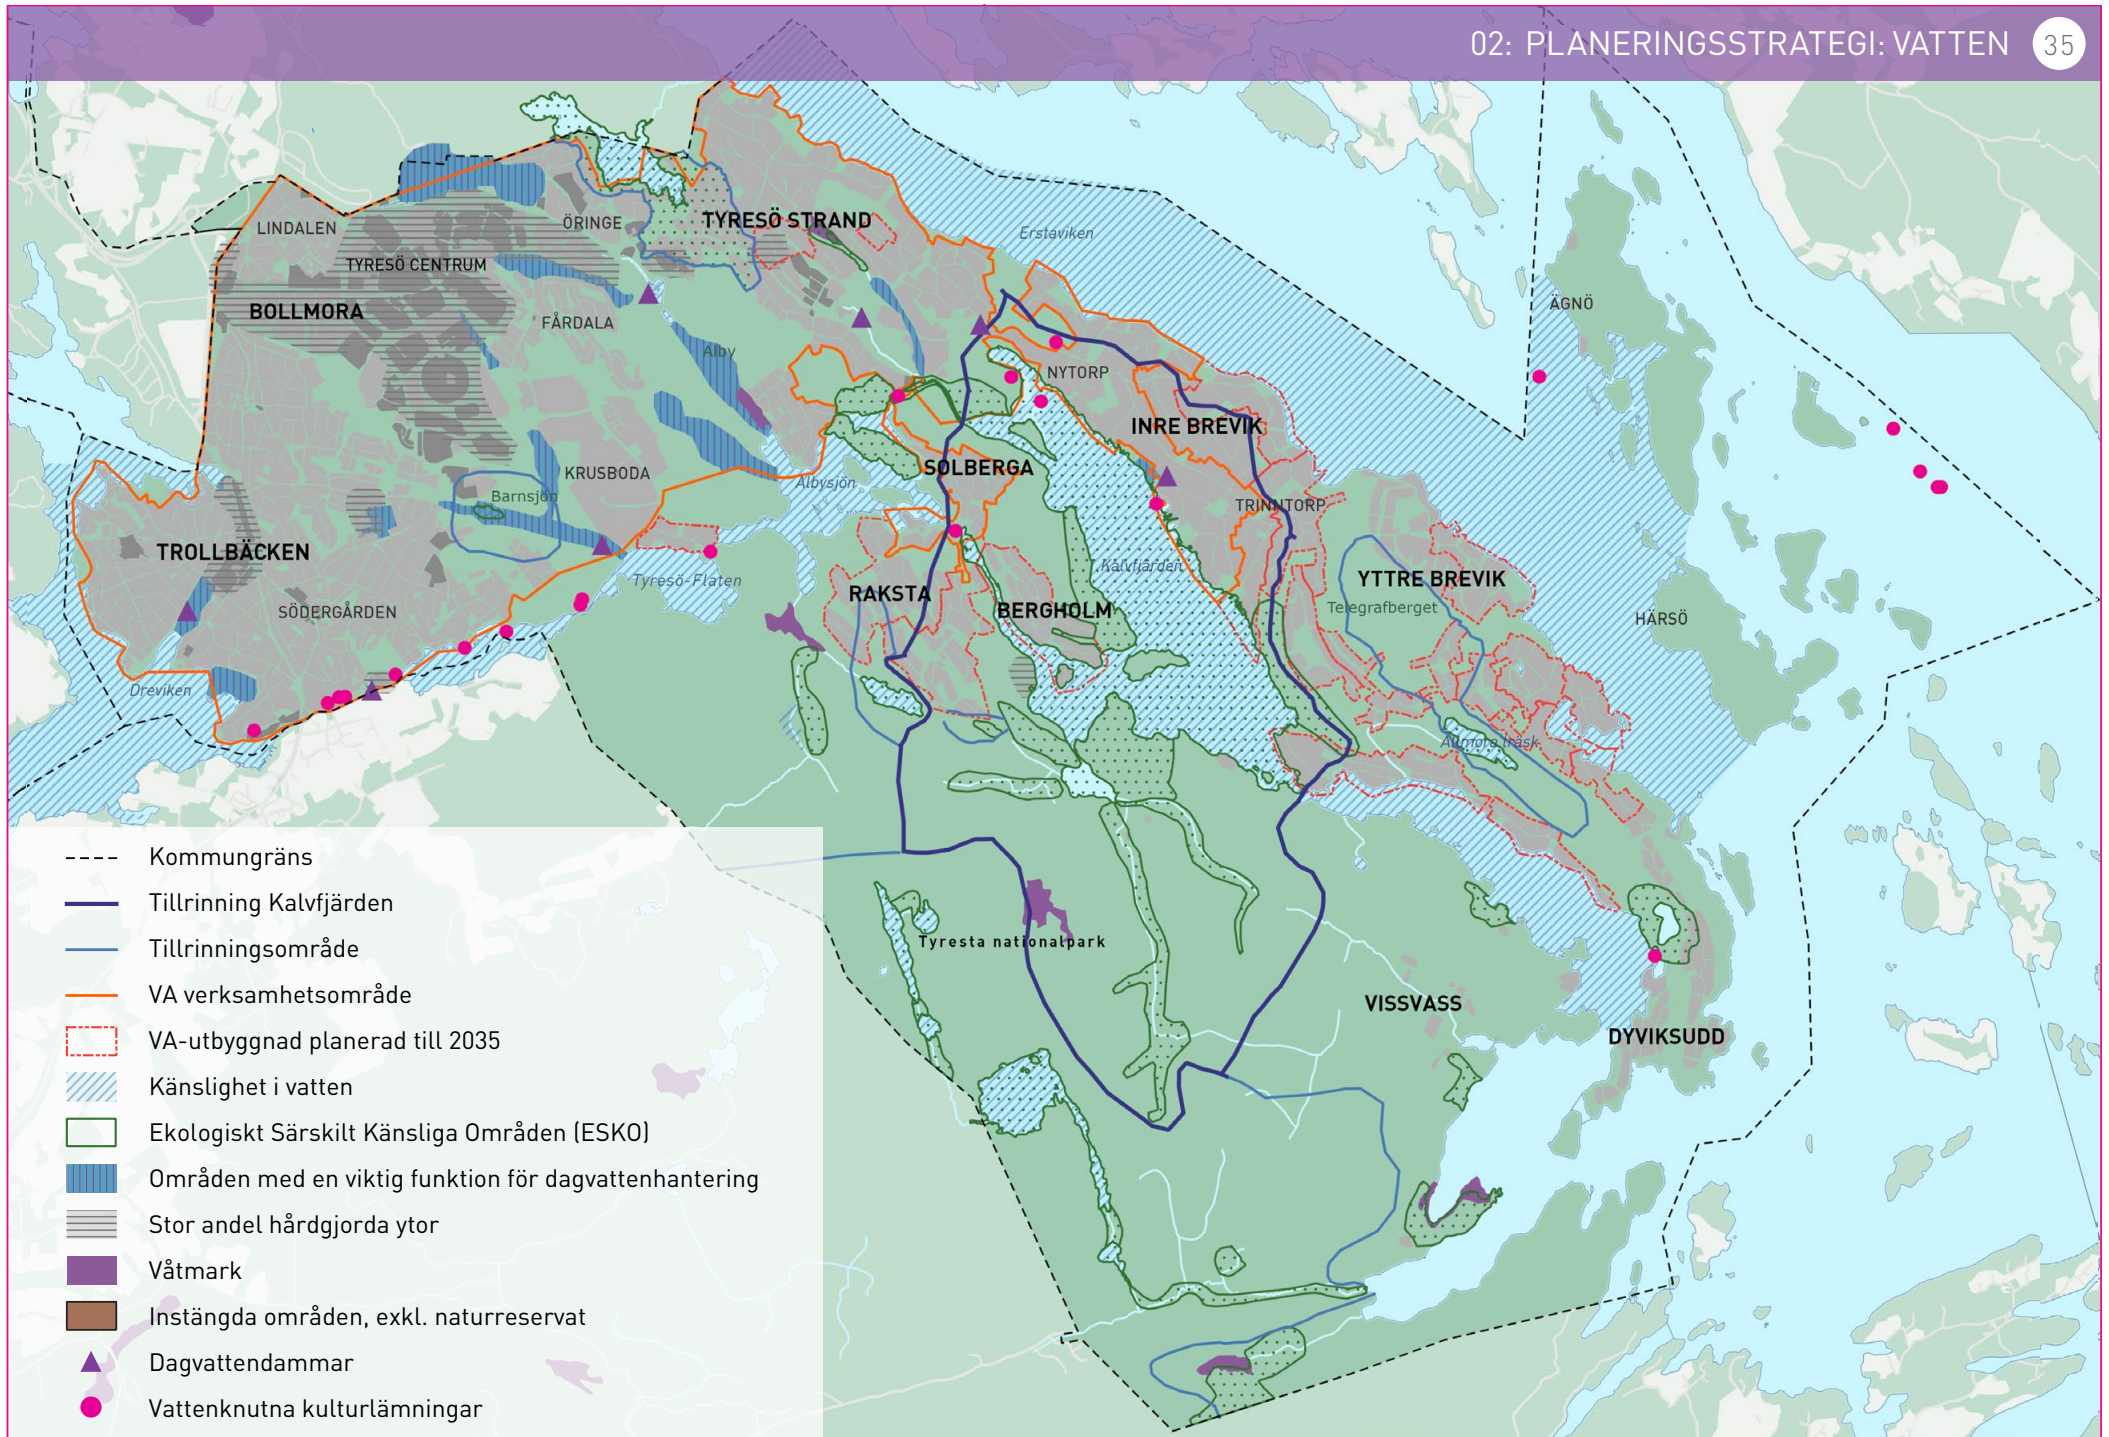 02: PLANERINGSSTRATEGI: VATTEN 35
LINDALEN
ÖRINGE
TYRESÖ STRAND
Erstaviken
TYRESÖ CENTRUM
BOLLMORA
FÅRDALA
ÄGNÖ
Alby
NYTORP
INRE BREVIK
KRUSBODA
SOLBERGA
Albysjön
Barnsjön
TRINNTORP
TROLLBÄCKEN
Tyresö-Flaten
Kalvfjärden
YTTRE BREVIK
RAKSTA
BERGHOLM
Telegrafberget
SÖDERGÅRDEN
HÄRSÖ
Dreviken
Ällmora träsk
Tyresta nationalpark
VISSVASS
DYVIKSUDD
Kommungräns
Tillrinning Kalvfjärden
Tillrinningsområde
VA verksamhetsområde
VA-utbyggnad planerad till 2035
Känslighet i vatten
Ekologiskt Särskilt Känsliga Områden (ESKO)
Områden med en viktig funktion för dagvattenhantering
Stor andel hårdgjorda ytor
Våtmark
Instängda områden, exkl. naturreservat
Dagvattendammar
Vattenknutna kulturlämningar